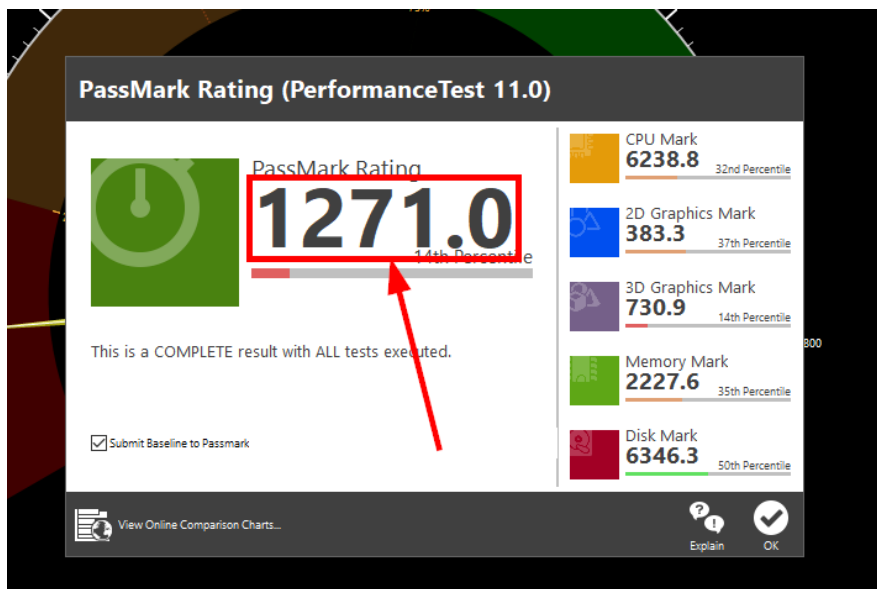 PassMark Rating (PerformanceTest 11.0)
PassMark Rating
1271.0
14th Percentile
This is a COMPLETE result with ALL tests executed.
Submit Baseline to Passmark
CPU Mark
6238.8
32nd Percentile
2D Graphics Mark
383.3
37th Percentile
3D Graphics Mark
730.9
14th Percentile
Memory Mark
2227.6
35th Percentile
Disk Mark
6346.3
50th Percentile
800
View Online Comparison Charts...
Explain
OK